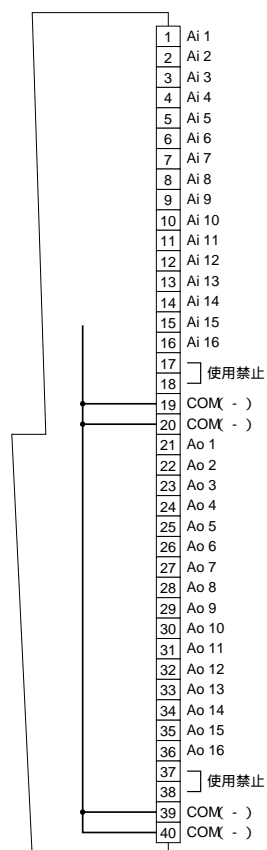 1 Ai 1
2 Ai 2
3 Ai 3
4 Ai 4
5 Ai 5
6 Ai 6
7 Ai 7
8 Ai 8
9 Ai 9
10 Ai 10
11 Ai 11
12 Ai 12
13 Ai 13
14 Ai 14
15 Ai 15
16 Ai 16
17
使用禁止
18
19 COM( - )
20 COM( - )
21 Ao 1
22 Ao 2
23 Ao 3
24 Ao 4
25 Ao 5
26 Ao 6
27 Ao 7
28 Ao 8
29 Ao 9
30 Ao 10
31 Ao 11
32 Ao 12
33 Ao 13
34 Ao 14
35 Ao 15
36 Ao 16
37
使用禁止
38
39 COM( - )
40 COM( - )